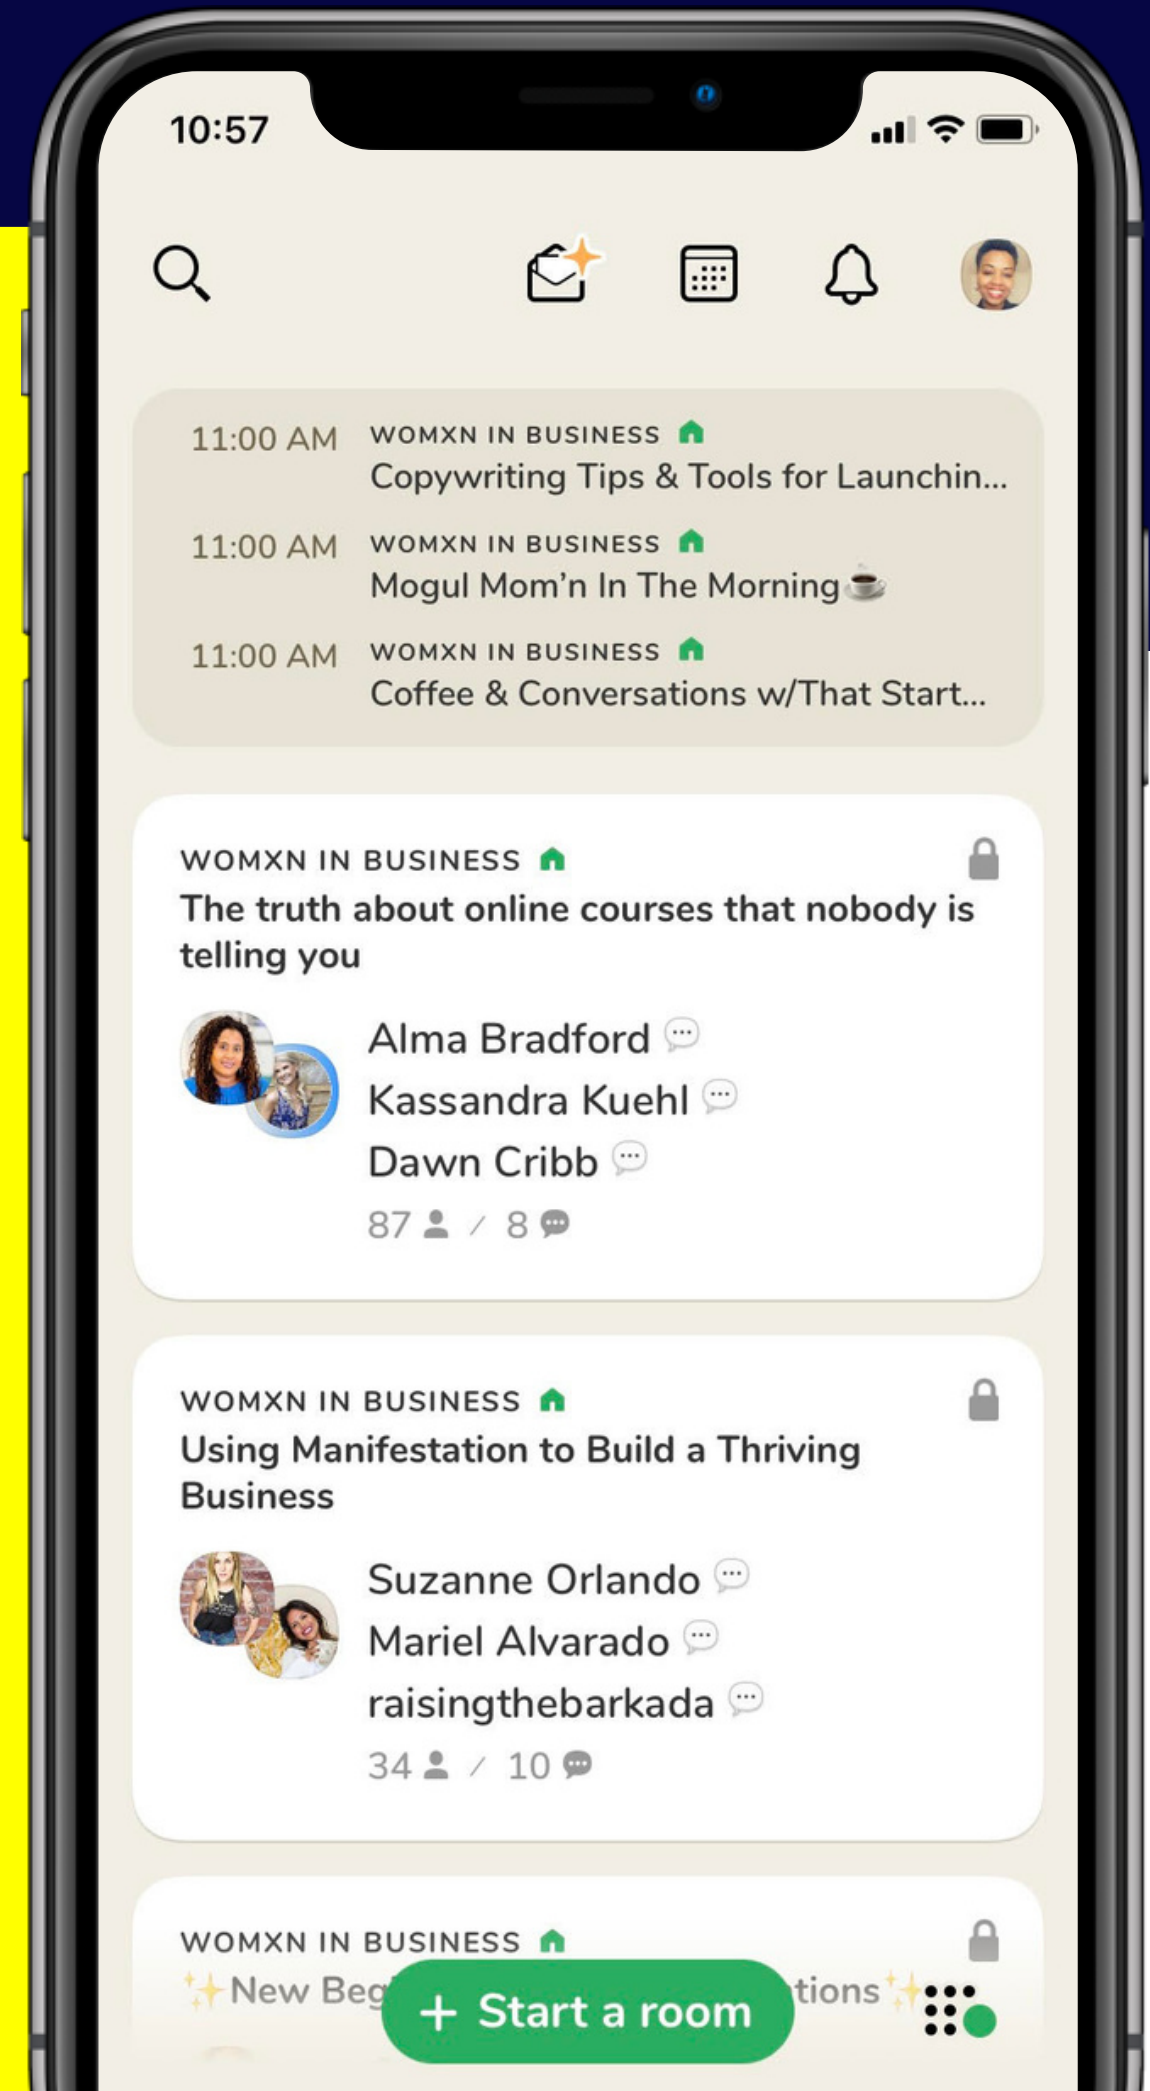 10:57
11:00 AM WOMXN IN BUSINESS
Copywriting Tips & Tools for Launchin...
11:00 AM WOMXN IN BUSINESS
Mogul Mom’n In The Morning☕
11:00 AM WOMXN IN BUSINESS
Coffee & Conversations w/That Start...
WOMXN IN BUSINESS
The truth about online courses that nobody is
telling you
Alma Bradford
Kassandra Kuehl
Dawn Cribb
87 / 8
WOMXN IN BUSINESS
Using Manifestation to Build a Thriving
Business
Suzanne Orlando
Mariel Alvarado
raisingthebarkada
34 / 10
WOMXN IN BUSINESS
✨New Beg tions✨
+ Start a room